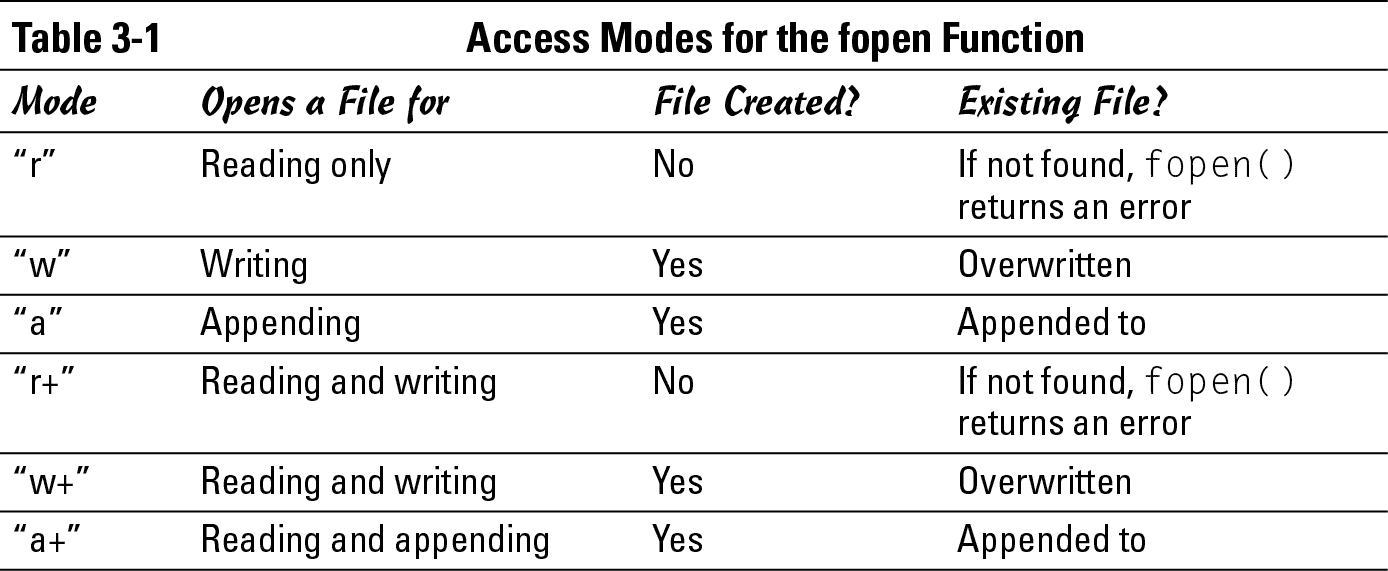 Table 3-1 Access Modes for the fopen Function
Mode Opens a File for File Created? Existing File?
“r” Reading only No If not found, fopen()
returns an error
“w” Writing Yes Overwritten
“a” Appending Yes Appended to
“r+” Reading and writing No If not found, fopen()
returns an error
“w+” Reading and writing Yes Overwritten
“a+” Reading and appending Yes Appended to